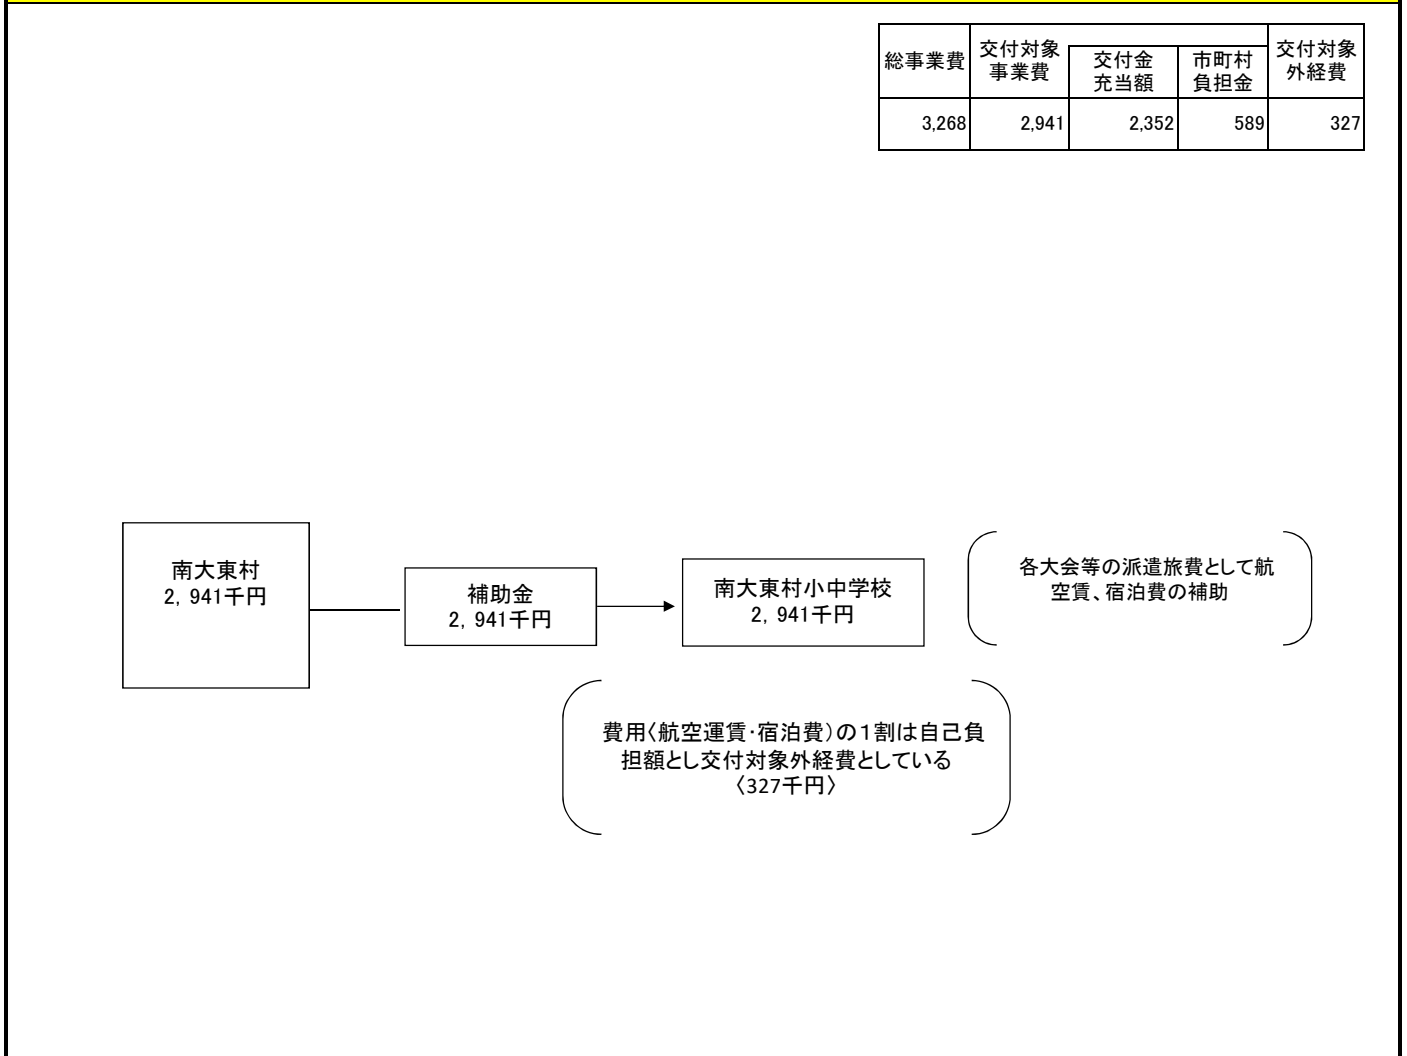 総事業費
交付対象
事業費
交付金
充当額
市町村
負担金
交付対象
外経費
3,268
2,941
2,352
589
327
南大東村
2，941千円
補助金
2，941千円
南大東村小中学校
2，941千円
各大会等の派遣旅費として航
空賃、宿泊費の補助
費用〈航空運賃･宿泊費〉の１割は自己負
担額とし交付対象外経費としている
〈327千円〉